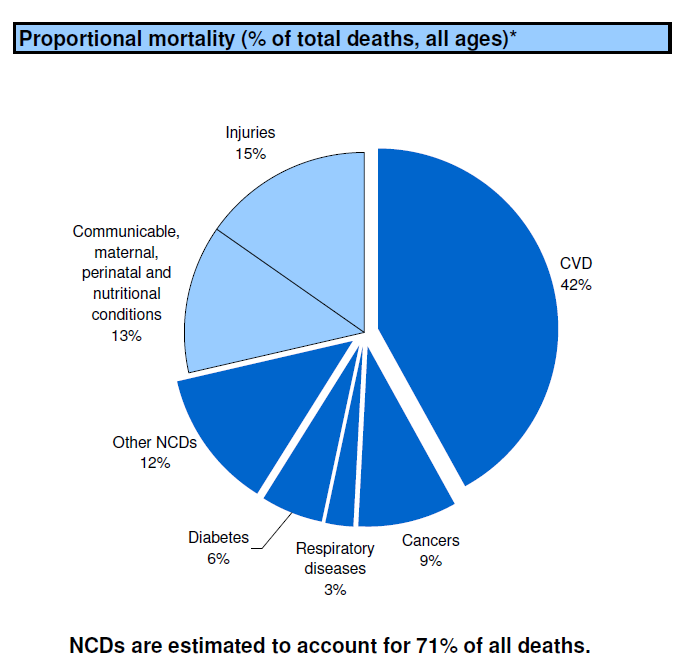 Proportional mortality (% of total deaths, all ages)*
Injuries
15%
Communicable,
maternal,
perinatal and
nutritional
conditions
13%
CVD
42%
Other NCDs
12%
Diabetes
6%
Respiratory
diseases
3%
Cancers
9%
NCDs are estimated to account for 71% of all deaths.